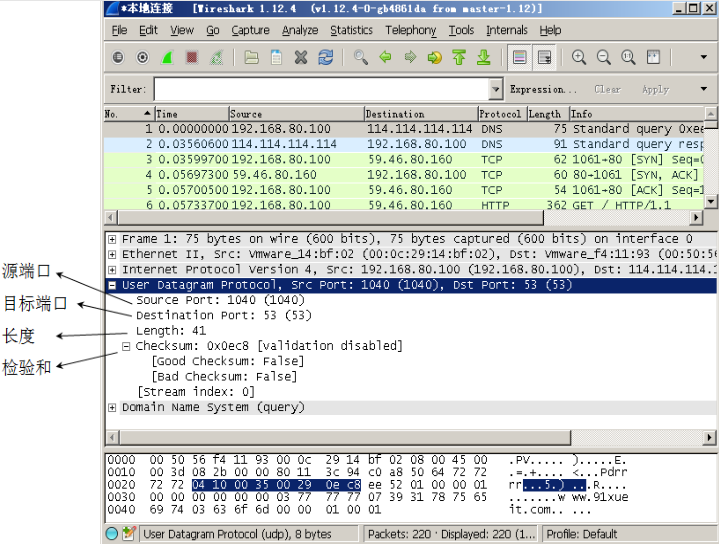 *本地连接 [Wireshark 1.12.4 (v1.12.4-0-gb4861da from master-1.12)]
File Edit View Go Capture Analyze Statistics Telephony Tools Internals Help
Filter: Expression... Clear Apply
No. Time Source Destination Protocol Length Info
1 0.00000000 192.168.80.100 114.114.114.114 DNS 75 Standard query 0xee
2 0.03560600 114.114.114.114 192.168.80.100 DNS 91 Standard query resp
3 0.03599700 192.168.80.100 59.46.80.160 TCP 62 1061→80 [SYN] Seq=0
4 0.05697300 59.46.80.160 192.168.80.100 TCP 60 80→1061 [SYN, ACK]
5 0.05700500 192.168.80.100 59.46.80.160 TCP 54 1061→80 [ACK] Seq=1
6 0.05733700 192.168.80.100 59.46.80.160 HTTP 362 GET / HTTP/1.1
Frame 1: 75 bytes on wire (600 bits), 75 bytes captured (600 bits) on interface 0
Ethernet II, Src: Vmware_14:bf:02 (00:0c:29:14:bf:02), Dst: Vmware_f4:11:93 (00:50:56
Internet Protocol Version 4, Src: 192.168.80.100 (192.168.80.100), Dst: 114.114.114.1
User Datagram Protocol, Src Port: 1040 (1040), Dst Port: 53 (53)
源端口 Source Port: 1040 (1040)
目标端口 Destination Port: 53 (53)
长度 Length: 41
检验和 Checksum: 0x0ec8 [validation disabled]
[Good Checksum: False]
[Bad Checksum: False]
[Stream index: 0]
Domain Name System (query)
0000 00 50 56 f4 11 93 00 0c 29 14 bf 02 08 00 45 00 .PV..... ).....E.
0010 00 3d 08 2b 00 00 80 11 3c 94 c0 a8 50 64 72 72 .=.+.... <...Pdrr
0020 72 72 04 10 00 35 00 29 0e c8 ee 52 01 00 00 01 rr...5.) ...R....
0030 00 00 00 00 00 00 03 77 77 77 07 39 31 78 75 65 .......w ww.91xue
0040 69 74 03 63 6f 6d 00 00 01 00 01 it.com.. ...
User Datagram Protocol (udp), 8 bytes Packets: 220 · Displayed: 220 (1... Profile: Default